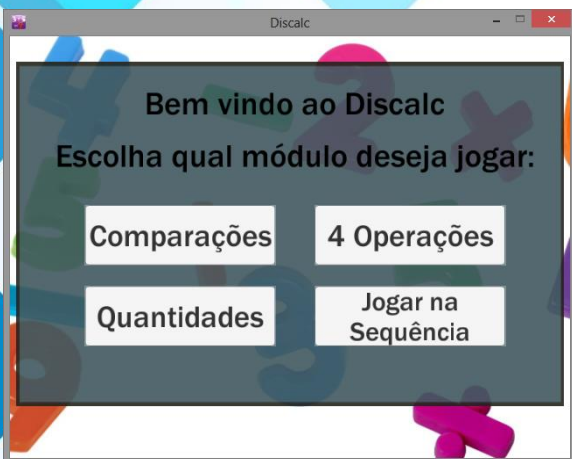 Discalc
Bem vindo ao Discalc
Escolha qual módulo deseja jogar:
Comparações
4 Operações
Quantidades
Jogar na
Sequência